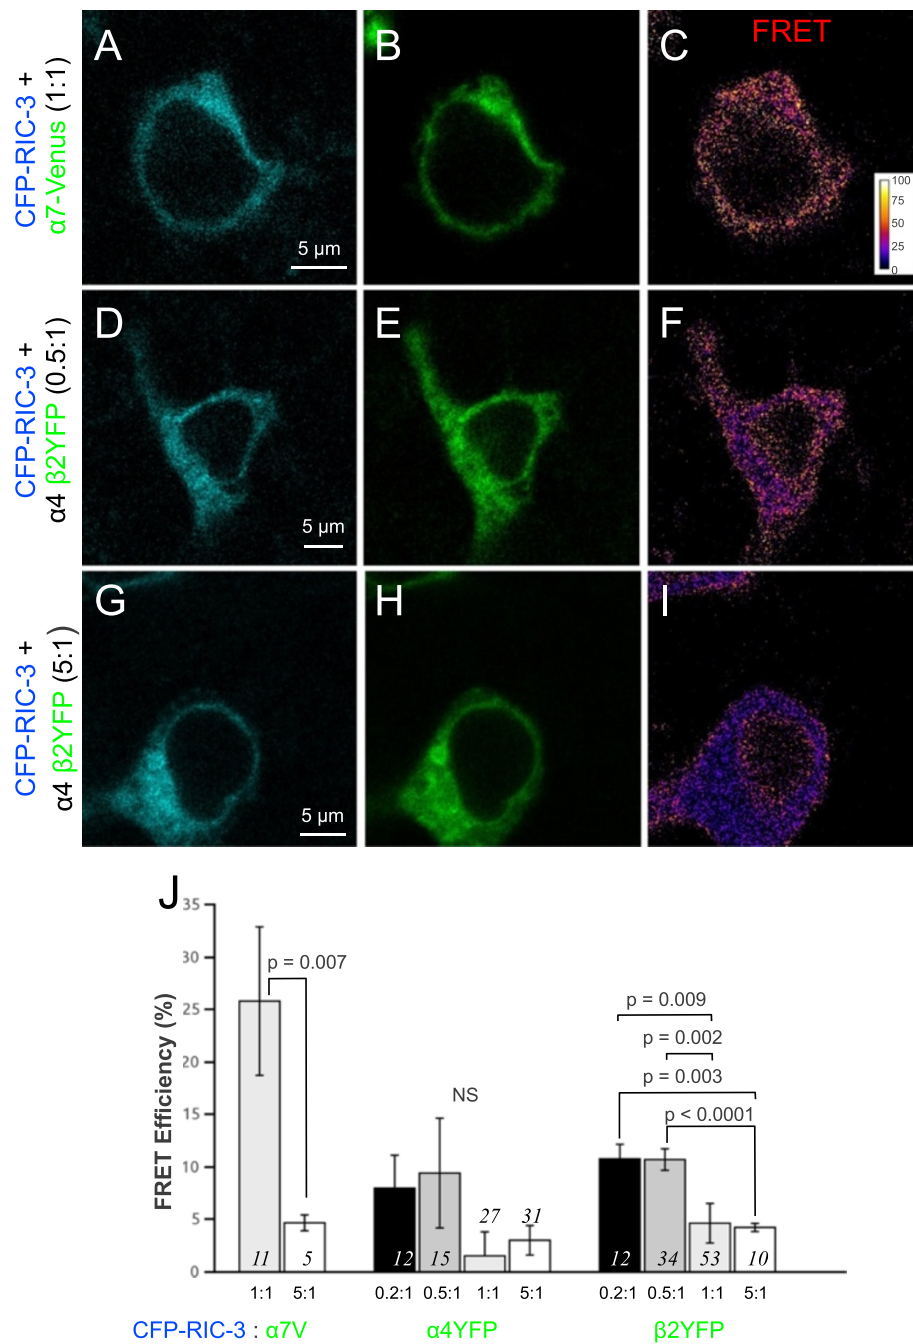 CFP-RIC-3 +
α7-Venus (1:1)
A
B
C
FRET
100
75
50
25
0
5 μm
CFP-RIC-3 +
α4 β2YFP (0.5:1)
D
E
F
5 μm
CFP-RIC-3 +
α4 β2YFP (5:1)
G
H
I
5 μm
J
FRET Efficiency (%)
35
30
25
20
15
10
5
0
p = 0.007
NS
p = 0.009
p = 0.002
p = 0.003
p < 0.0001
11 5 12 15 27 31 12 34 53 10
1:1 5:1 0.2:1 0.5:1 1:1 5:1 0.2:1 0.5:1 1:1 5:1
CFP-RIC-3 : α7V α4YFP β2YFP